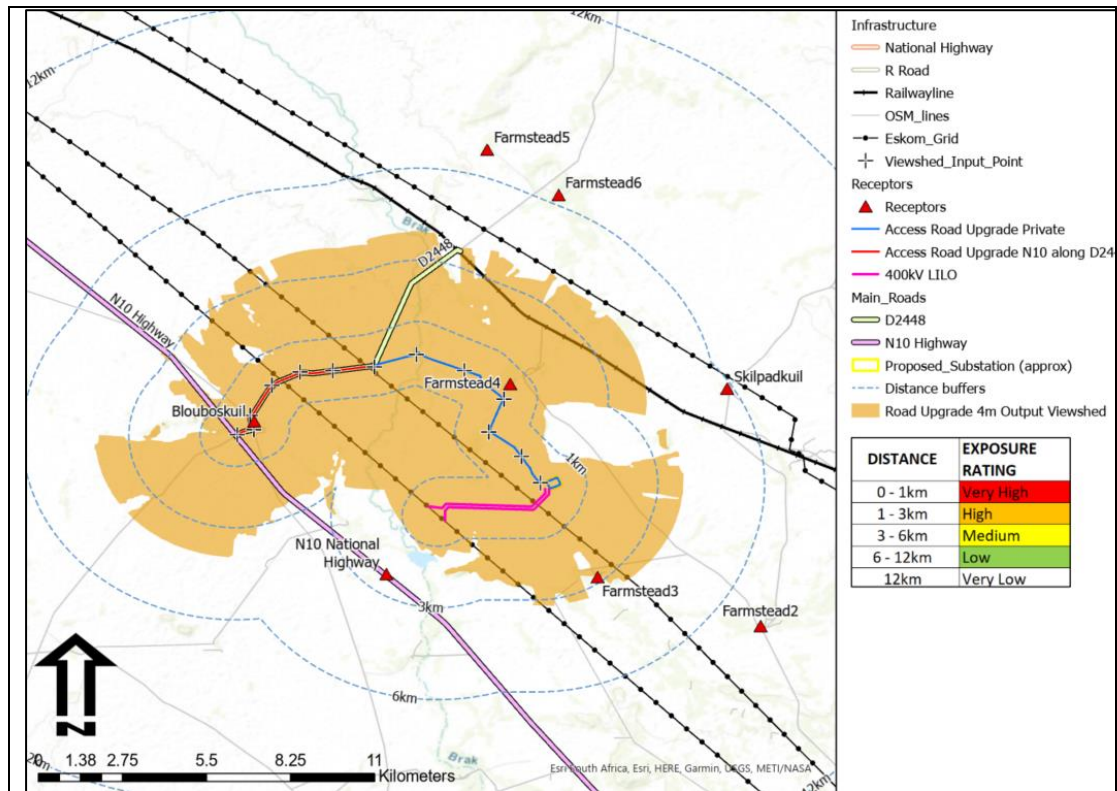 12km
12km
Farmstead5
Farmstead6
Brak
D2448
N10 Highway
Farmstead4
Skilpadkuil
Blouboskuil
1km
N10 National
Highway
Farmstead3
3km
Farmstead2
6km
N
Brak
0 1.38 2.75 5.5 8.25 11
Kilometers
Esri South Africa, Esri, HERE, Garmin, USGS, METI/NASA
12km
Infrastructure
National Highway
R Road
Railwayline
OSM_lines
Eskom_Grid
Viewshed_Input_Point
Receptors
Receptors
Access Road Upgrade Private
Access Road Upgrade N10 along D24
400kV LILO
Main_Roads
D2448
N10 Highway
Proposed_Substation (approx)
Distance buffers
Road Upgrade 4m Output Viewshed
DISTANCE EXPOSURE
RATING
0 - 1km Very High
1 - 3km High
3 - 6km Medium
6 - 12km Low
12km Very Low